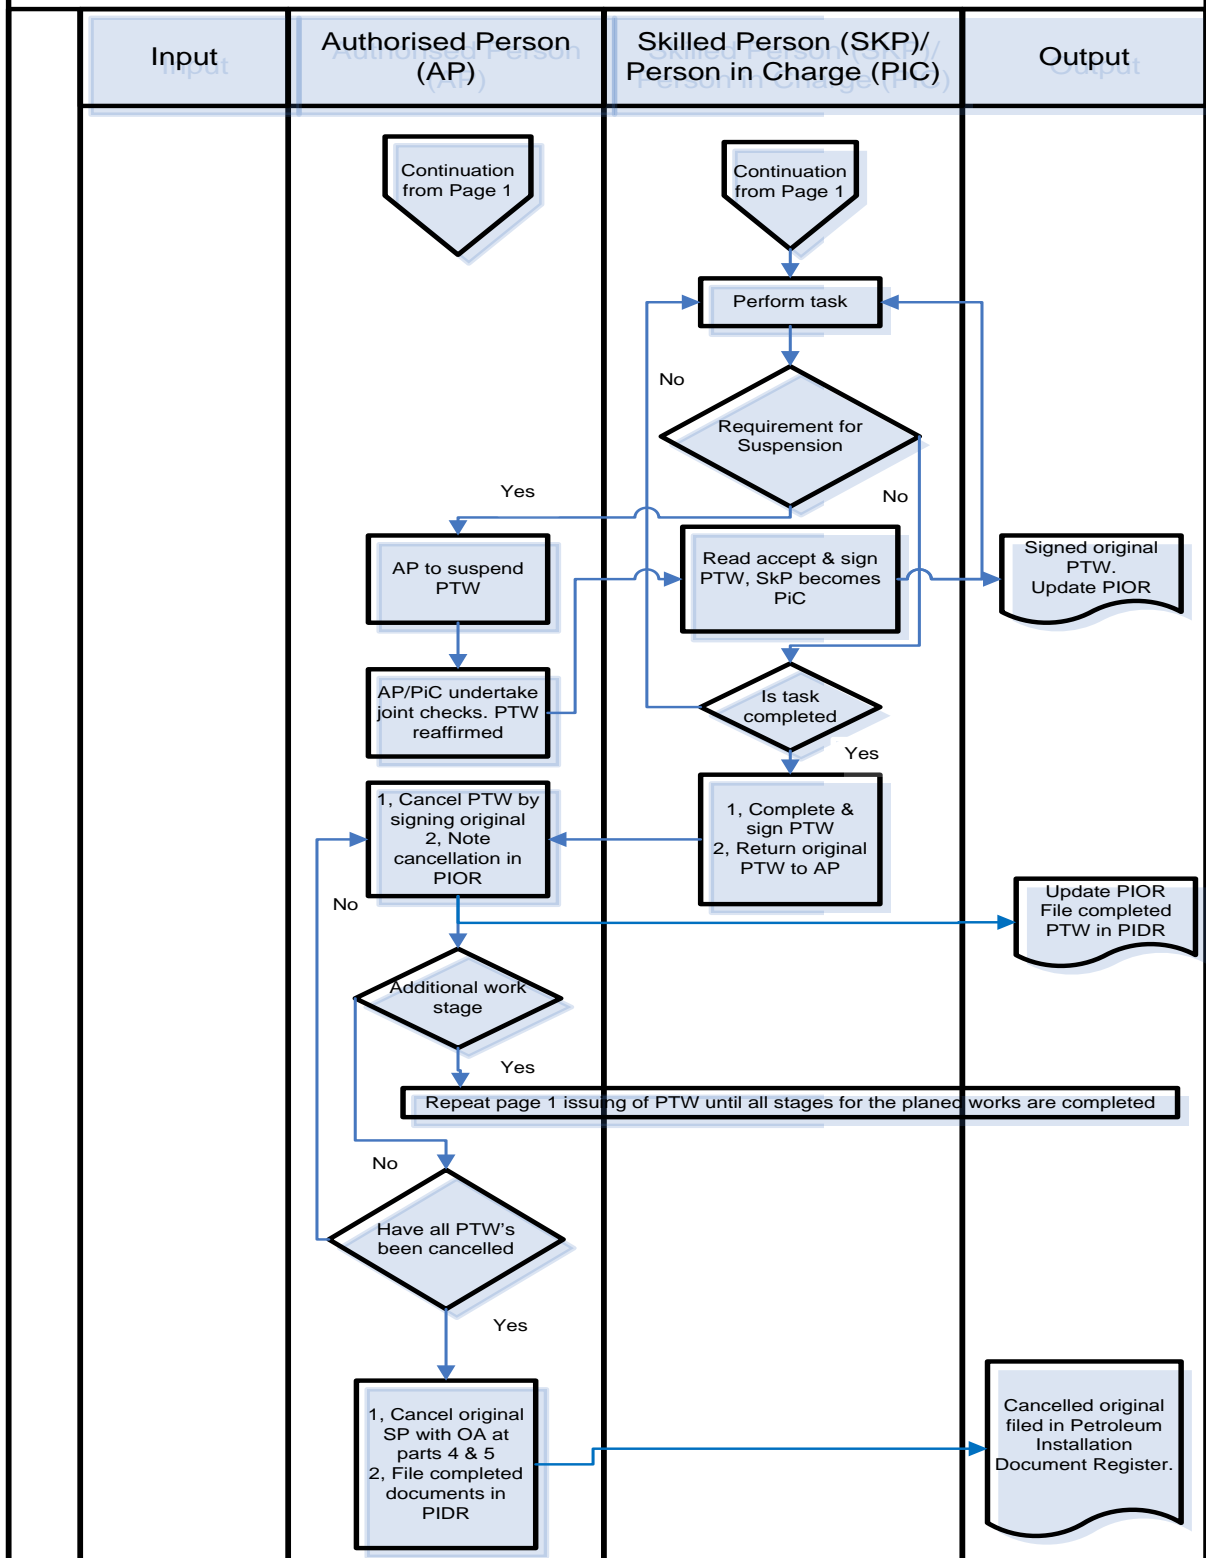 Input
Authorised Person
(AP)
Skilled Person (SKP)/
Person in Charge (PIC)
Output
Continuation
from Page 1
Continuation
from Page 1
Perform task
No
Requirement for
Suspension
Yes
No
AP to suspend
PTW
Read accept & sign
PTW, SkP becomes
PiC
Signed original
PTW.
Update PIOR
AP/PiC undertake
joint checks. PTW
reaffirmed
Is task
completed
Yes
1, Cancel PTW by
signing original
2, Note
cancellation in
PIOR
1, Complete &
sign PTW
2, Return original
PTW to AP
No
Update PIOR
File completed
PTW in PIDR
Additional work
stage
Yes
Repeat page 1 issuing of PTW until all stages for the planed works are completed
No
Have all PTW's
been cancelled
Yes
1, Cancel original
SP with OA at
parts 4 & 5
2, File completed
documents in
PIDR
Cancelled original
filed in Petroleum
Installation
Document Register.